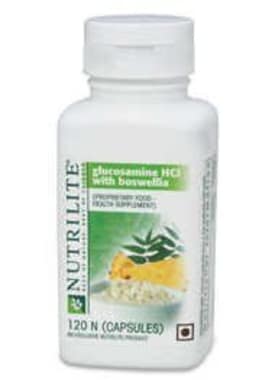 glucosamine HCl
with boswellia
(PROPRIETARY FOOD –
HEALTH SUPPLEMENT)
NUTRILITE®
120 N (CAPSULES)